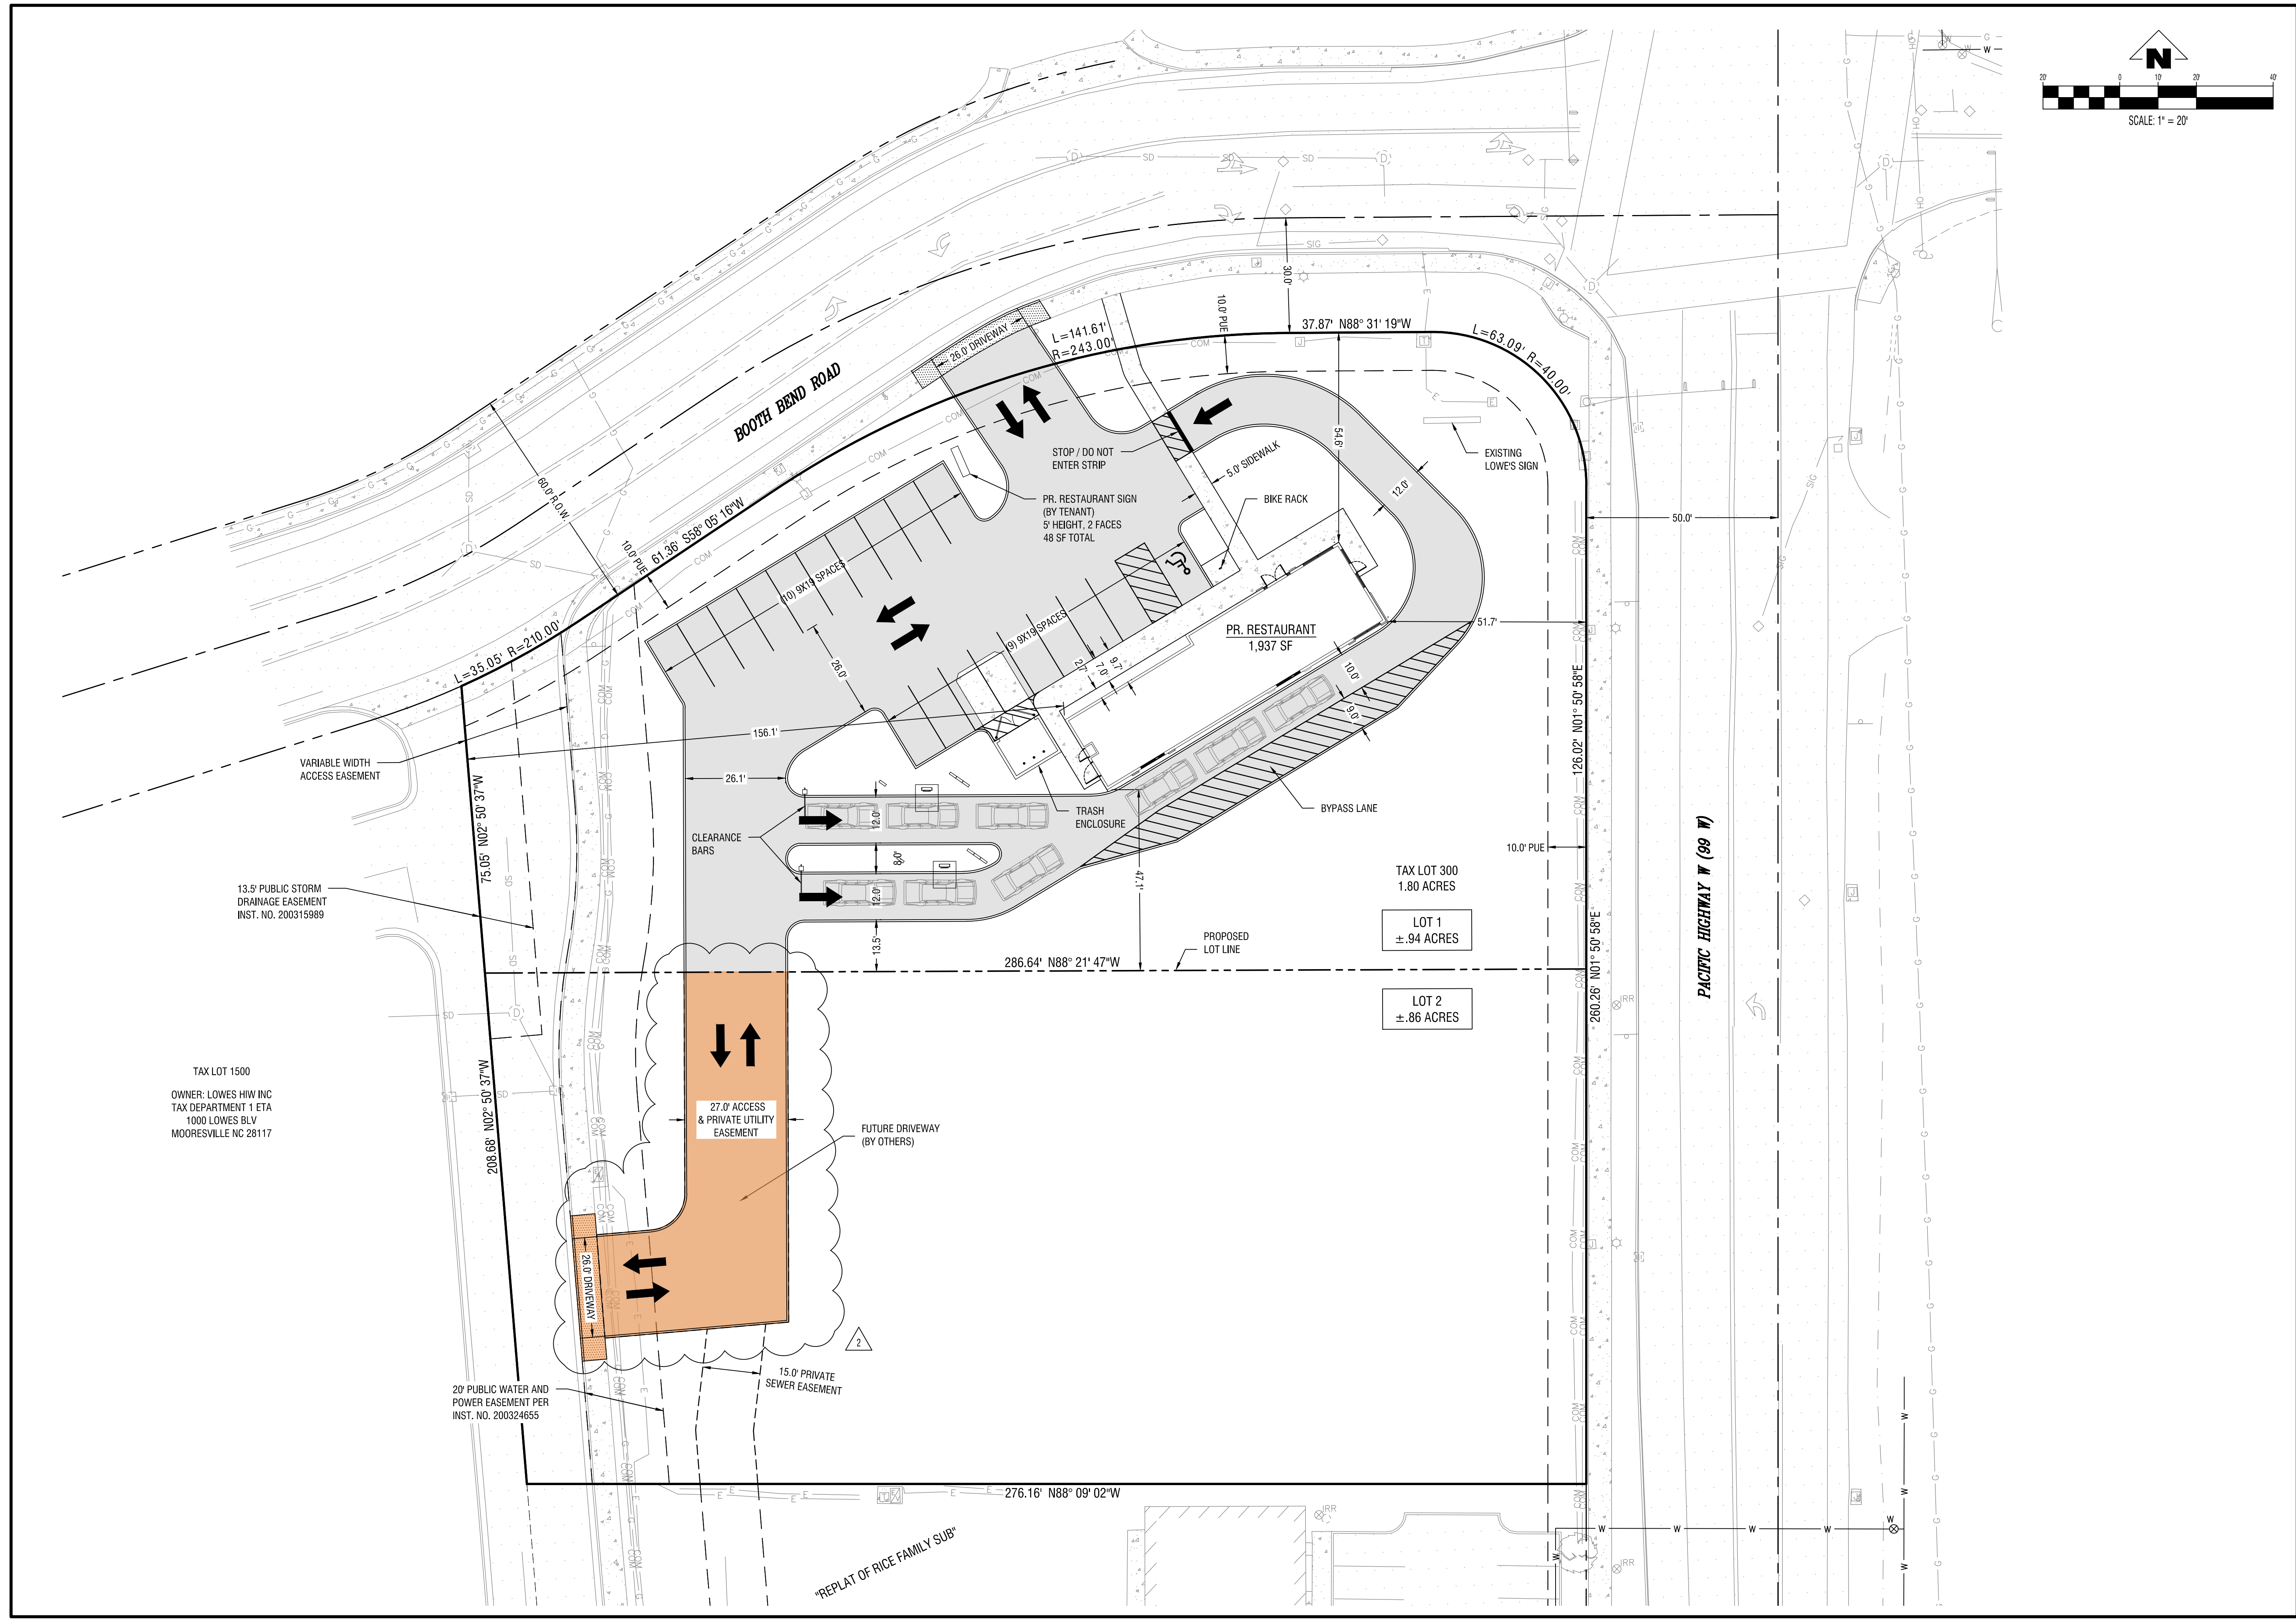 N
20'
0
10'
20'
40'
SCALE: 1" = 20'
BOOTH BEND ROAD
26.0' DRIVEWAY
L=141.61'
R=243.00'
10.0' PUE
30.0'
37.87' N88° 31' 19"W
L=63.09' R=40.00'
54.6'
STOP / DO NOT
ENTER STRIP
5.0' SIDEWALK
EXISTING
LOWE'S SIGN
12.0'
50.0'
BIKE RACK
PR. RESTAURANT SIGN
(BY TENANT)
5' HEIGHT, 2 FACES
48 SF TOTAL
60.0' R.O.W.
10.0' PUE
61.36' S58° 05' 16"W
(10) 9X19 SPACES
(9) 9X19 SPACES
26.0'
PR. RESTAURANT
1,937 SF
51.7'
2.7'
7.0'
9.7'
10.0'
9.0'
L=35.05' R=210.00'
156.1'
26.1'
VARIABLE WIDTH
ACCESS EASEMENT
75.05' N02° 50' 37"W
126.02' N01° 50' 58"E
CLEARANCE
BARS
12.0'
8.0'
12.0'
TRASH
ENCLOSURE
BYPASS LANE
47.1'
13.5'
10.0' PUE
PACIFIC HIGHWAY W (99 W)
13.5' PUBLIC STORM
DRAINAGE EASEMENT
INST. NO. 200315989
TAX LOT 300
1.80 ACRES
LOT 1
±.94 ACRES
PROPOSED
LOT LINE
286.64' N88° 21' 47"W
260.26' N01° 50' 58"E
LOT 2
±.86 ACRES
TAX LOT 1500
OWNER: LOWES HIW INC
TAX DEPARTMENT 1 ETA
1000 LOWES BLV
MOORESVILLE NC 28117
208.68' N02° 50' 37"W
27.0' ACCESS
& PRIVATE UTILITY
EASEMENT
FUTURE DRIVEWAY
(BY OTHERS)
26.0' DRIVEWAY
2
15.0' PRIVATE
SEWER EASEMENT
20' PUBLIC WATER AND
POWER EASEMENT PER
INST. NO. 200324655
276.16' N88° 09' 02"W
"REPLAT OF RICE FAMILY SUB"
IRR
IRR
IRR